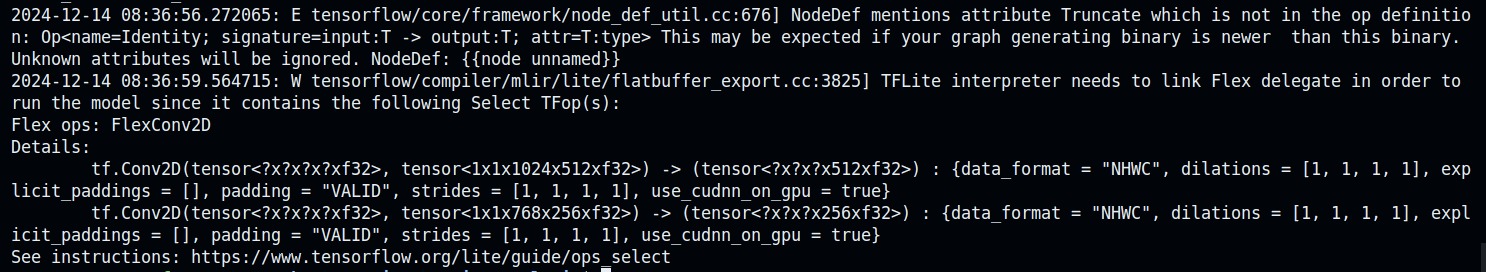 2024-12-14 08:36:56.272065: E tensorflow/core/framework/node_def_util.cc:676] NodeDef mentions attribute Truncate which is not in the op definitio
n: Op<name=Identity; signature=input:T -> output:T; attr=T:type> This may be expected if your graph generating binary is newer  than this binary.
Unknown attributes will be ignored. NodeDef: {{node unnamed}}
2024-12-14 08:36:59.564715: W tensorflow/compiler/mlir/lite/flatbuffer_export.cc:3825] TFLite interpreter needs to link Flex delegate in order to
run the model since it contains the following Select TFop(s):
Flex ops: FlexConv2D
Details:
        tf.Conv2D(tensor<?x?x?x?xf32>, tensor<1x1x1024x512xf32>) -> (tensor<?x?x?x512xf32>) : {data_format = "NHWC", dilations = [1, 1, 1, 1], exp
licit_paddings = [], padding = "VALID", strides = [1, 1, 1, 1], use_cudnn_on_gpu = true}
        tf.Conv2D(tensor<?x?x?x?xf32>, tensor<1x1x768x256xf32>) -> (tensor<?x?x?x256xf32>) : {data_format = "NHWC", dilations = [1, 1, 1, 1], expl
icit_paddings = [], padding = "VALID", strides = [1, 1, 1, 1], use_cudnn_on_gpu = true}
See instructions: https://www.tensorflow.org/lite/guide/ops_select